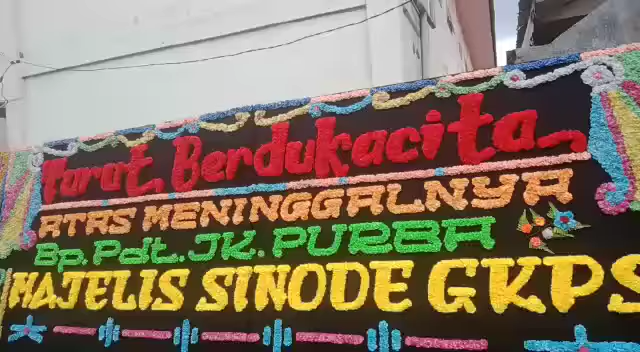 Turut Berdukacita
ATAS MENINGGALNYA
Bp. Pdt. JK. PURBA
MAJELIS SINODE GKPS